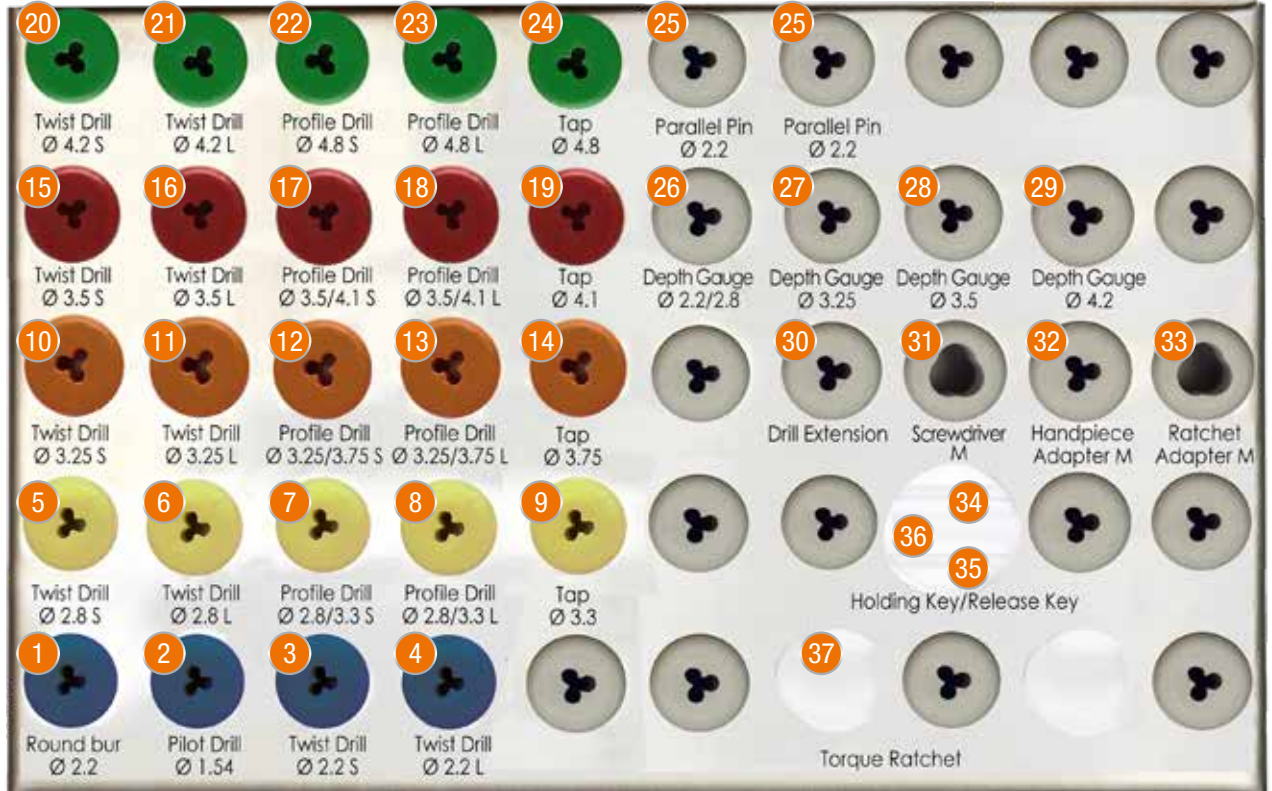 20 21 22 23 24 25 25
Twist Drill Twist Drill Profile Drill Profile Drill Tap Parallel Pin Parallel Pin
Ø 4.2 S Ø 4.2 L Ø 4.8 S Ø 4.8 L Ø 4.8 Ø 2.2 Ø 2.2
15 16 17 18 19 26 27 28 29
Twist Drill Twist Drill Profile Drill Profile Drill Tap Depth Gauge Depth Gauge Depth Gauge Depth Gauge
Ø 3.5 S Ø 3.5 L Ø 3.5/4.1 S Ø 3.5/4.1 L Ø 4.1 Ø 2.2/2.8 Ø 3.25 Ø 3.5 Ø 4.2
10 11 12 13 14 30 31 32 33
Twist Drill Twist Drill Profile Drill Profile Drill Tap Drill Extension Screwdriver Handpiece Ratchet
Ø 3.25 S Ø 3.25 L Ø 3.25/3.75 S Ø 3.25/3.75 L Ø 3.75 M Adapter M Adapter M
5 6 7 8 9 34
36
35
Twist Drill Twist Drill Profile Drill Profile Drill Tap Holding Key/Release Key
Ø 2.8 S Ø 2.8 L Ø 2.8/3.3 S Ø 2.8/3.3 L Ø 3.3
1 2 3 4 37
Round bur Pilot Drill Twist Drill Twist Drill Torque Ratchet
Ø 2.2 Ø 1.54 Ø 2.2 S Ø 2.2 L